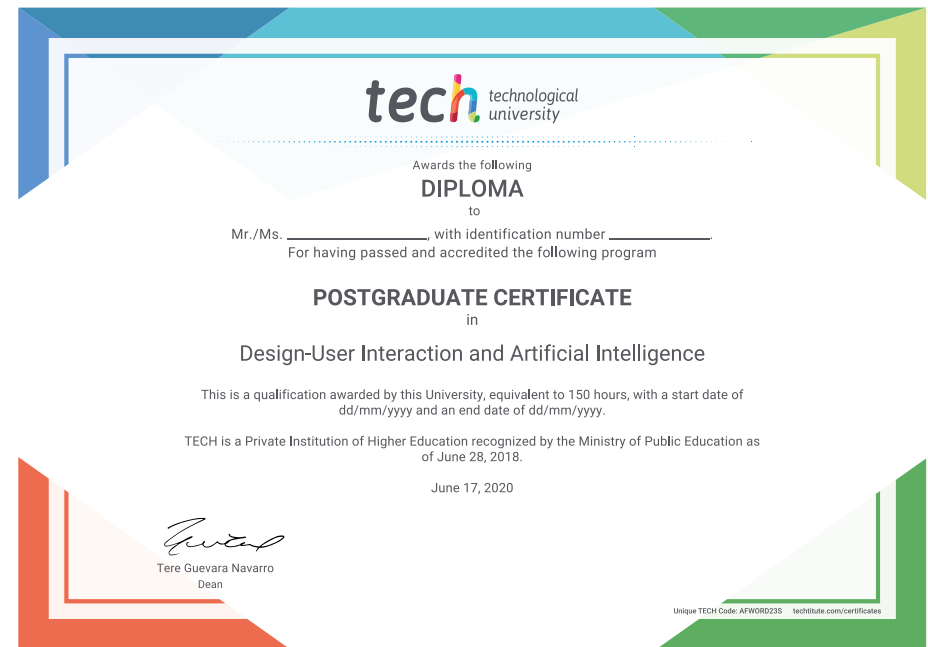 tech technological
university
Awards the following
DIPLOMA
to
Mr./Ms. ____________________, with identification number ______________.
For having passed and accredited the following program
POSTGRADUATE CERTIFICATE
in
Design-User Interaction and Artificial Intelligence
This is a qualification awarded by this University, equivalent to 150 hours, with a start date of
dd/mm/yyyy and an end date of dd/mm/yyyy.
TECH is a Private Institution of Higher Education recognized by the Ministry of Public Education as
of June 28, 2018.
June 17, 2020
Tere Guevara Navarro
Dean
Unique TECH Code: AFWORD23S techtitute.com/certificates